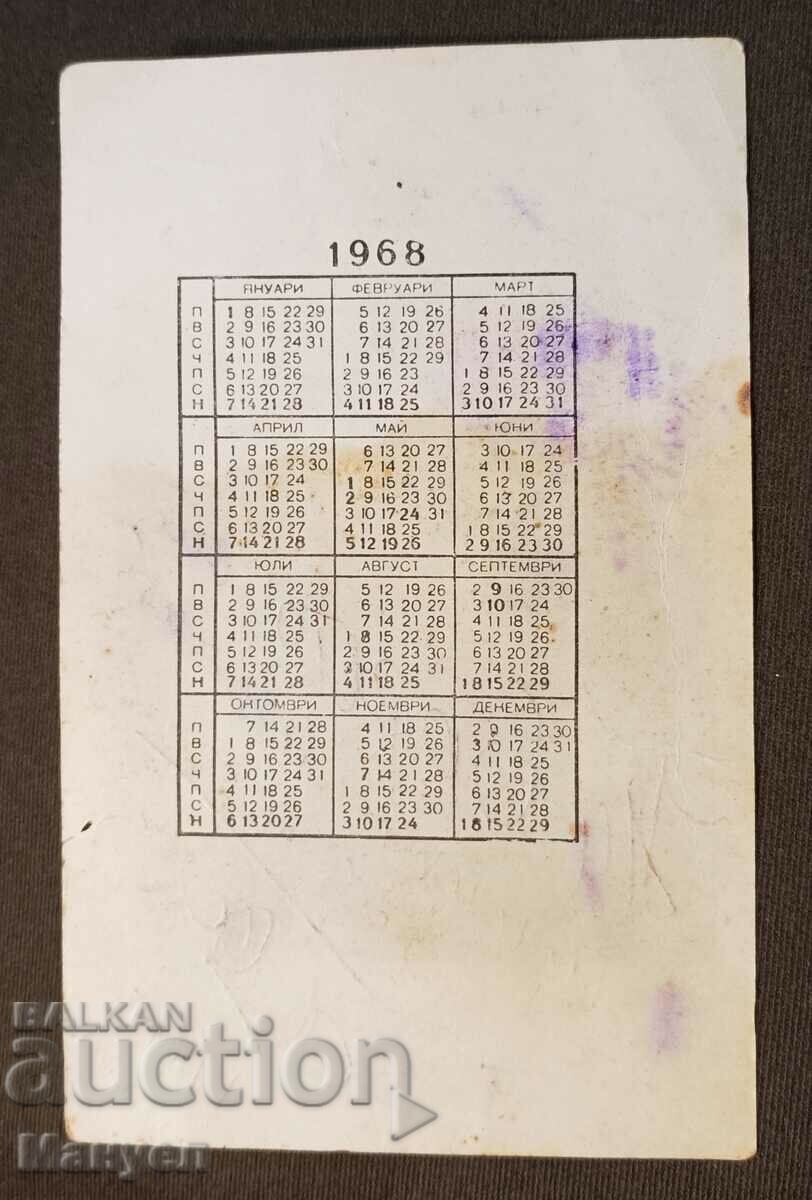 1968
ЯНУАРИ ФЕВРУАРИ МАРТ
П 1 8 15 22 29 5 12 19 26 4 11 18 25
В 2 9 16 23 30 6 13 20 27 5 12 19 26
С 3 10 17 24 31 7 14 21 28 6 13 20 27
Ч 4 11 18 25 1 8 15 22 29 7 14 21 28
П 5 12 19 26 2 9 16 23 1 8 15 22 29
С 6 13 20 27 3 10 17 24 2 9 16 23 30
Н 7 14 21 28 4 11 18 25 3 10 17 24 31
АПРИЛ МАЙ ЮНИ
П 1 8 15 22 29 6 13 20 27 3 10 17 24
В 2 9 16 23 30 7 14 21 28 4 11 18 25
С 3 10 17 24 1 8 15 22 29 5 12 19 26
Ч 4 11 18 25 2 9 16 23 30 6 13 20 27
П 5 12 19 26 3 10 17 24 31 7 14 21 28
С 6 13 20 27 4 11 18 25 1 8 15 22 29
Н 7 14 21 28 5 12 19 26 2 9 16 23 30
ЮЛИ АВГУСТ СЕПТЕМВРИ
П 1 8 15 22 29 5 12 19 26 2 9 16 23 30
В 2 9 16 23 30 6 13 20 27 3 10 17 24
С 3 10 17 24 31 7 14 21 28 4 11 18 25
Ч 4 11 18 25 1 8 15 22 29 5 12 19 26
П 5 12 19 26 2 9 16 23 30 6 13 20 27
С 6 13 20 27 3 10 17 24 31 7 14 21 28
Н 7 14 21 28 4 11 18 25 1 8 15 22 29
ОКТОМВРИ НОЕМВРИ ДЕКЕМВРИ
П 7 14 21 28 4 11 18 25 2 9 16 23 30
В 1 8 15 22 29 5 12 19 26 3 10 17 24 31
С 2 9 16 23 30 6 13 20 27 4 11 18 25
Ч 3 10 17 24 31 7 14 21 28 5 12 19 26
П 4 11 18 25 1 8 15 22 29 6 13 20 27
С 5 12 19 26 2 9 16 23 30 7 14 21 28
Н 6 13 20 27 3 10 17 24 1 8 15 22 29
BALKAN
auction
Мануел